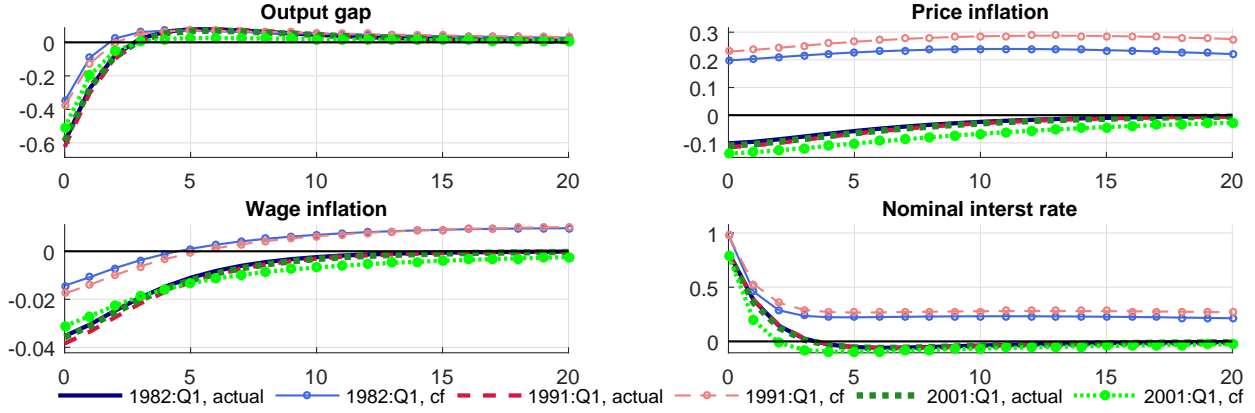 Output gap
0
-0.2
-0.4
-0.6
0 5 10 15 20
Price inflation
0.3
0.2
0.1
0
-0.1
0 5 10 15 20
Wage inflation
0
-0.02
-0.04
0 5 10 15 20
Nominal interst rate
1
0.5
0
0 5 10 15 20
1982:Q1, actual 1982:Q1, cf 1991:Q1, actual 1991:Q1, cf 2001:Q1, actual 2001:Q1, cf